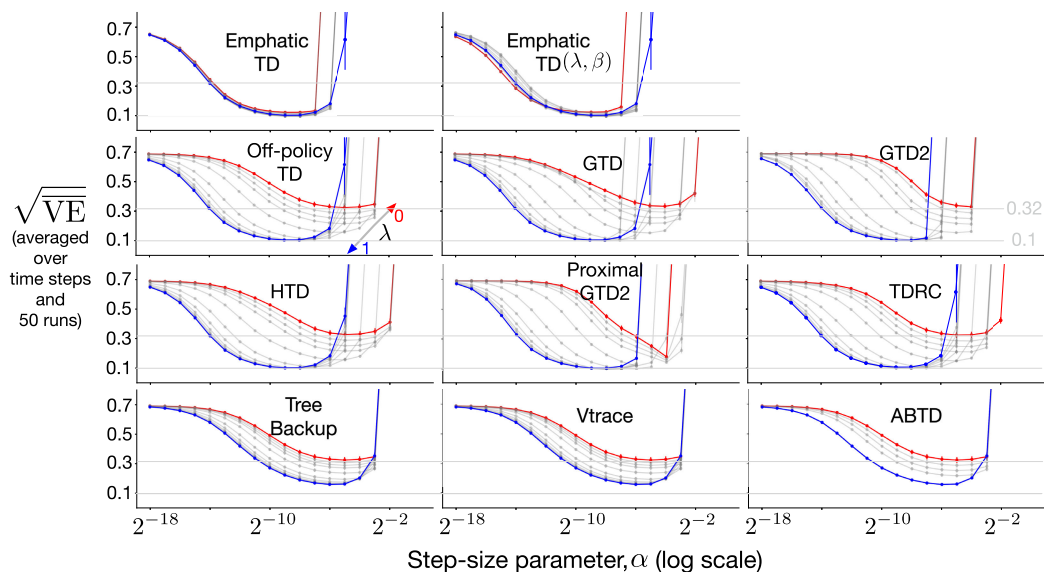 0.7
0.5
0.3
0.1
Emphatic
TD
Emphatic
TD(λ, β)
0.7
0.5
0.3
0.1
Off-policy
TD
0
λ
1
GTD
GTD2
0.32
0.1
√VE
(averaged
over
time steps
and
50 runs)
0.7
0.5
0.3
0.1
HTD
Proximal
GTD2
TDRC
0.7
0.5
0.3
0.1
Tree
Backup
Vtrace
ABTD
2^−18 2^−10 2^−2 2^−18 2^−10 2^−2 2^−18 2^−10 2^−2
Step-size parameter, α (log scale)